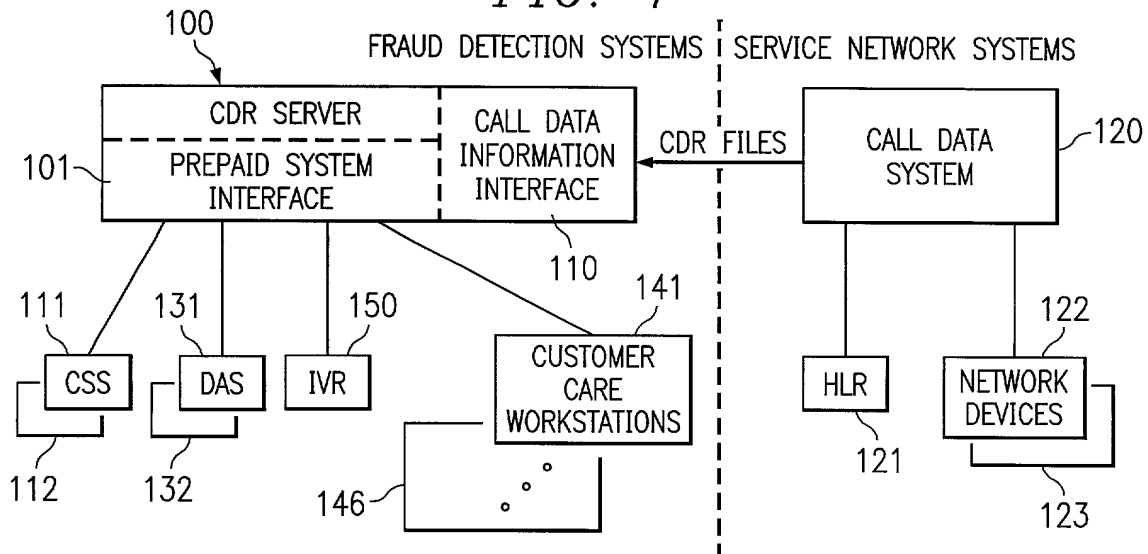 FRAUD DETECTION SYSTEMS
SERVICE NETWORK SYSTEMS
100
CDR SERVER
101
PREPAID SYSTEM
INTERFACE
CALL DATA
INFORMATION
INTERFACE
110
CDR FILES
CALL DATA
SYSTEM
120
111
CSS
112
131
DAS
132
150
IVR
141
CUSTOMER
CARE
WORKSTATIONS
146
HLR
121
122
NETWORK
DEVICES
123